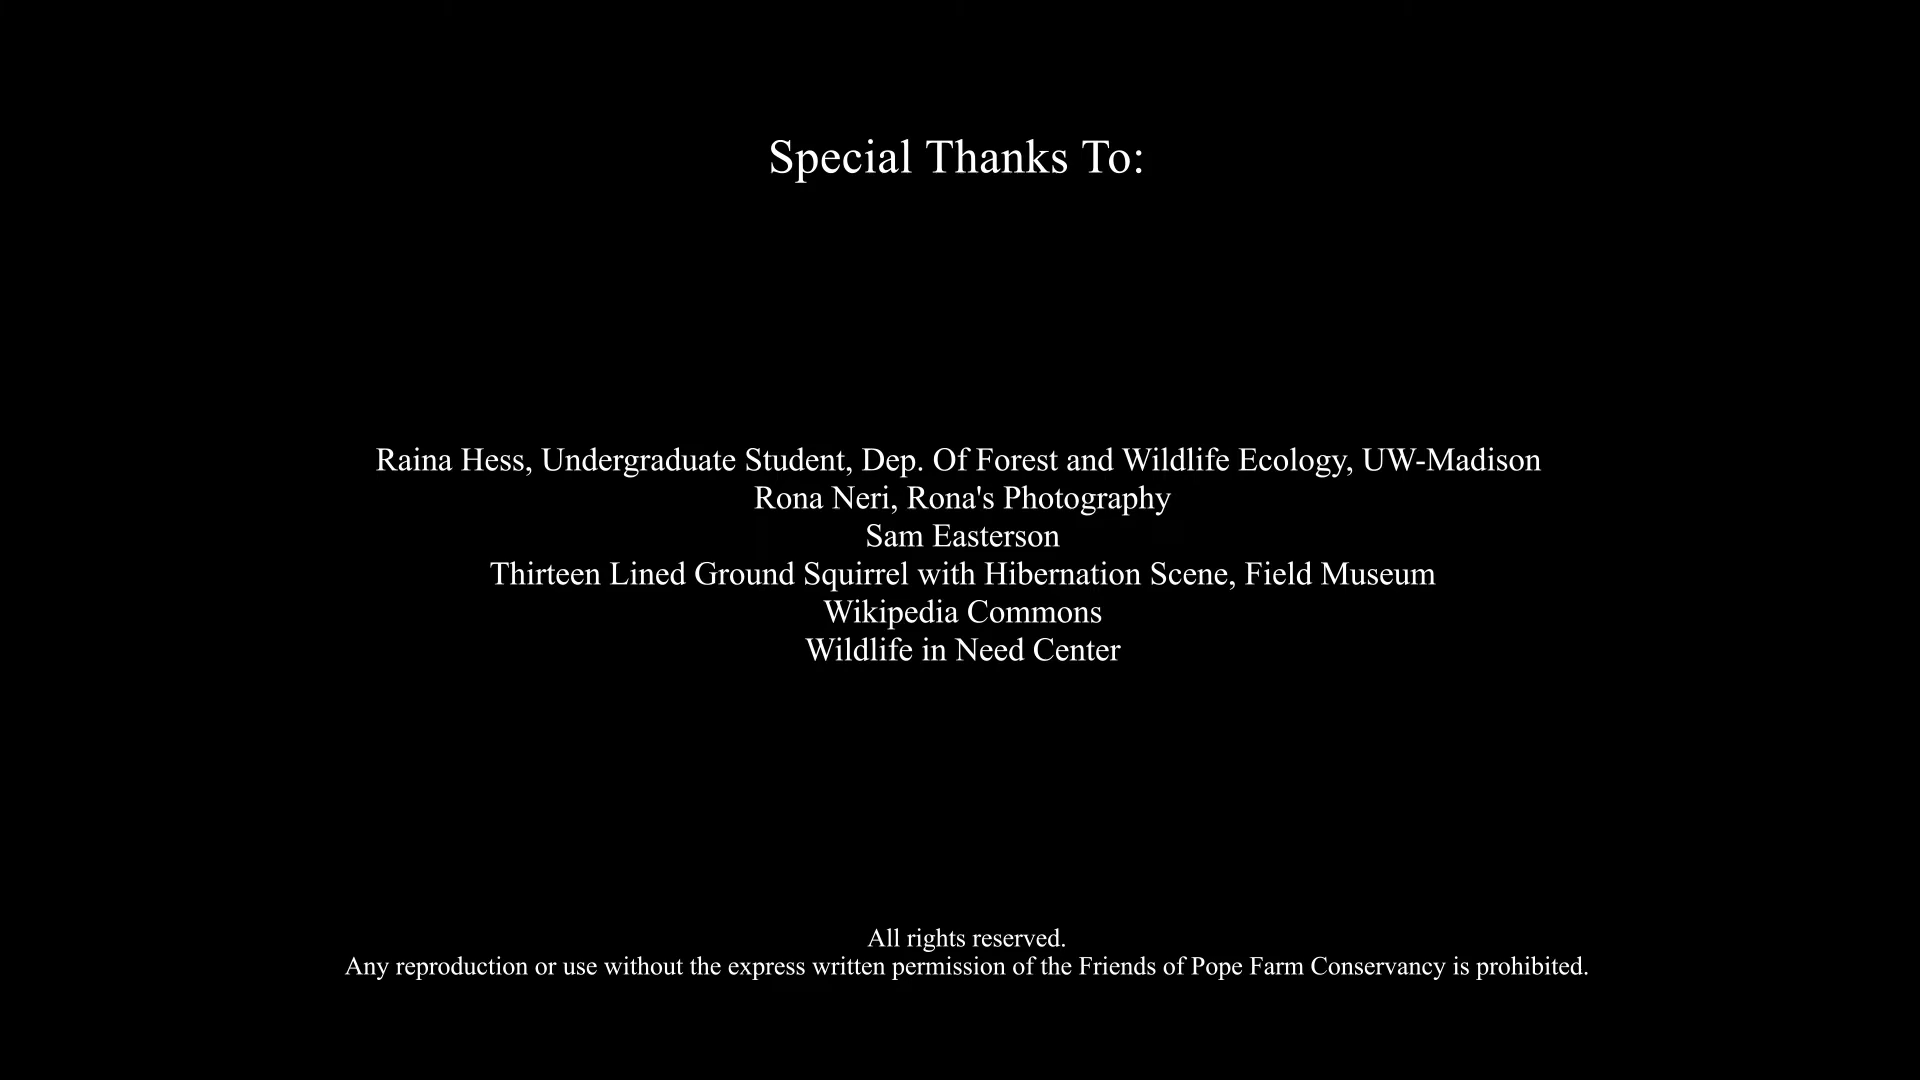 Special Thanks To:
Raina Hess, Undergraduate Student, Dep. Of Forest and Wildlife Ecology, UW-Madison
Rona Neri, Rona's Photography
Sam Easterson
Thirteen Lined Ground Squirrel with Hibernation Scene, Field Museum
Wikipedia Commons
Wildlife in Need Center
All rights reserved.
Any reproduction or use without the express written permission of the Friends of Pope Farm Conservancy is prohibited.